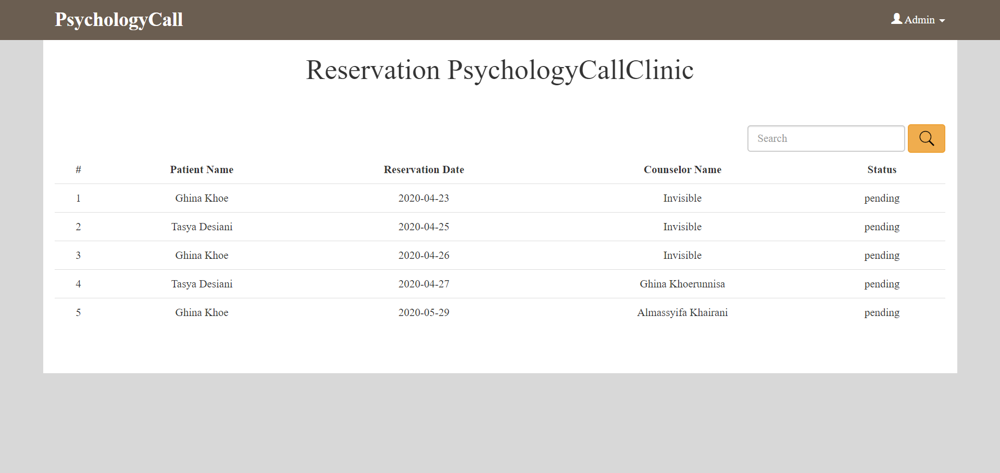 PsychologyCall
Admin
Reservation PsychologyCallClinic
Search
# Patient Name Reservation Date Counselor Name Status
1 Ghina Khoe 2020-04-23 Invisible pending
2 Tasya Desiani 2020-04-25 Invisible pending
3 Ghina Khoe 2020-04-26 Invisible pending
4 Tasya Desiani 2020-04-27 Ghina Khoerunnisa pending
5 Ghina Khoe 2020-05-29 Almassyifa Khairani pending